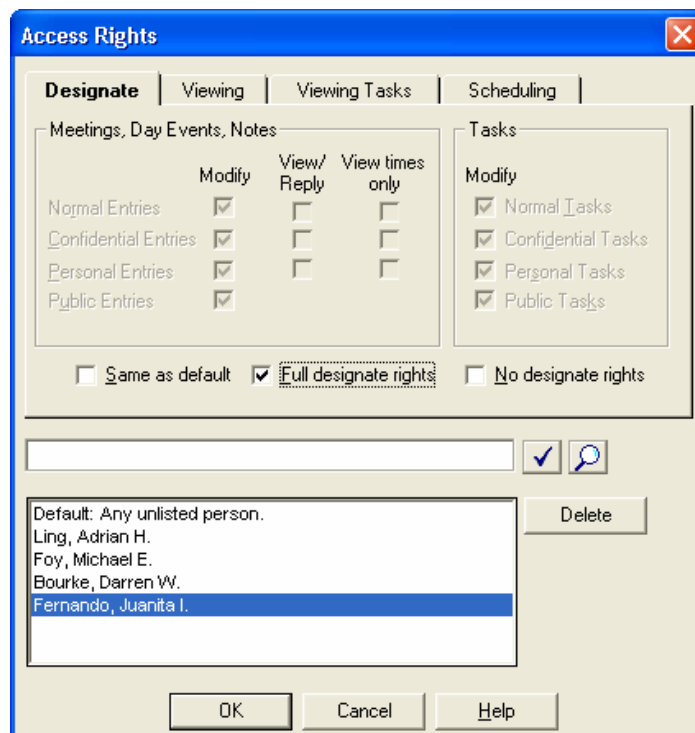 Access Rights
Designate Viewing Viewing Tasks Scheduling
Meetings, Day Events, Notes
Modify View/ Reply View times only
Normal Entries
Confidential Entries
Personal Entries
Public Entries
Tasks
Modify
Normal Tasks
Confidential Tasks
Personal Tasks
Public Tasks
Same as default Full designate rights No designate rights
Default: Any unlisted person.
Ling, Adrian H.
Foy, Michael E.
Bourke, Darren W.
Fernando, Juanita I.
Delete
OK Cancel Help